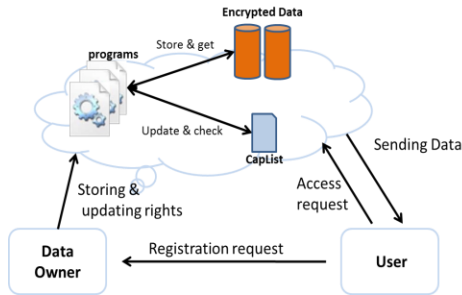 Encrypted Data
programs
Store & get
Update & check
CapList
Sending Data
Storing &
updating rights
Access
request
Data
Owner
Registration request
User